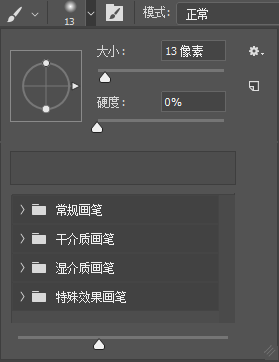 13
模式: 正常
大小: 13 像素
硬度: 0%
常规画笔
干介质画笔
湿介质画笔
特殊效果画笔